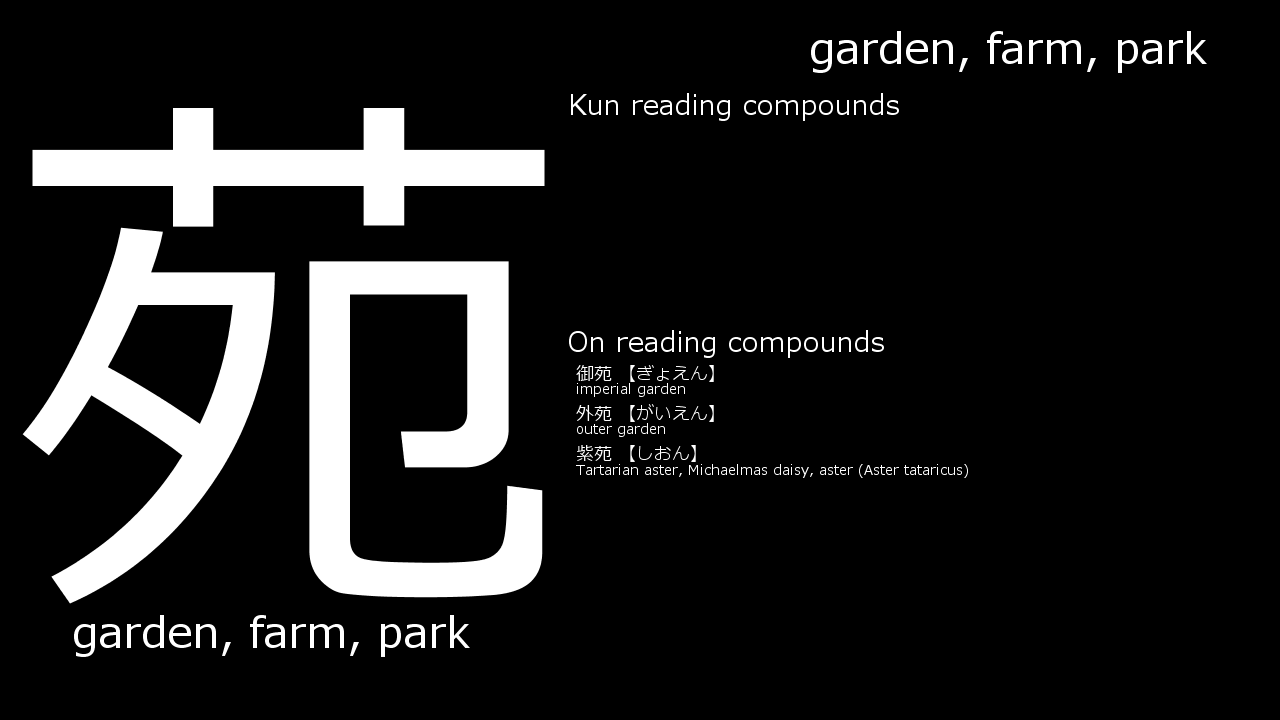 苑
garden, farm, park
garden, farm, park
Kun reading compounds
On reading compounds
御苑 【ぎょえん】
imperial garden
外苑 【がいえん】
outer garden
紫苑 【しおん】
Tartarian aster, Michaelmas daisy, aster (Aster tataricus)